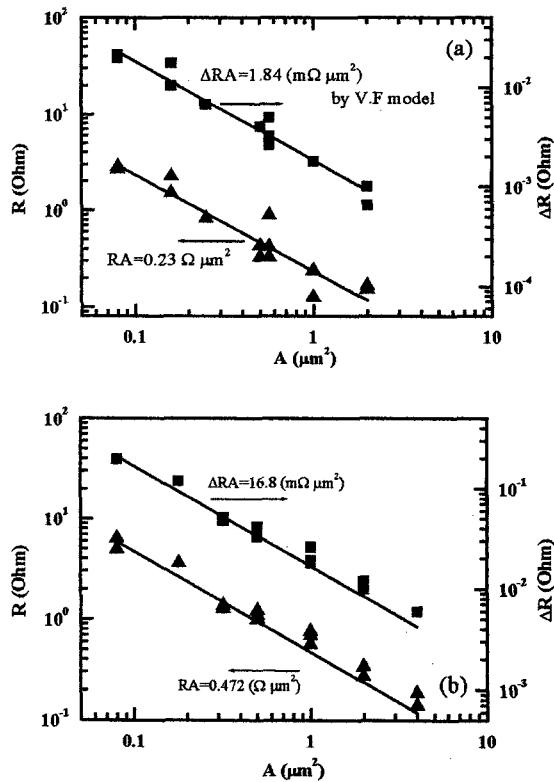 (a)
10²
10¹
10⁰
10⁻¹
R (Ohm)
ΔRA=1.84 (mΩ μm²)
by V.F model
RA=0.23 Ω μm²
10⁻²
10⁻³
10⁻⁴
ΔR (Ohm)
0.1 1 10
A (μm²)
10²
10¹
10⁰
10⁻¹
R (Ohm)
ΔRA=16.8 (mΩ μm²)
RA=0.472 (Ω μm²)
(b)
10⁻¹
10⁻²
10⁻³
ΔR (Ohm)
0.1 1 10
A (μm²)